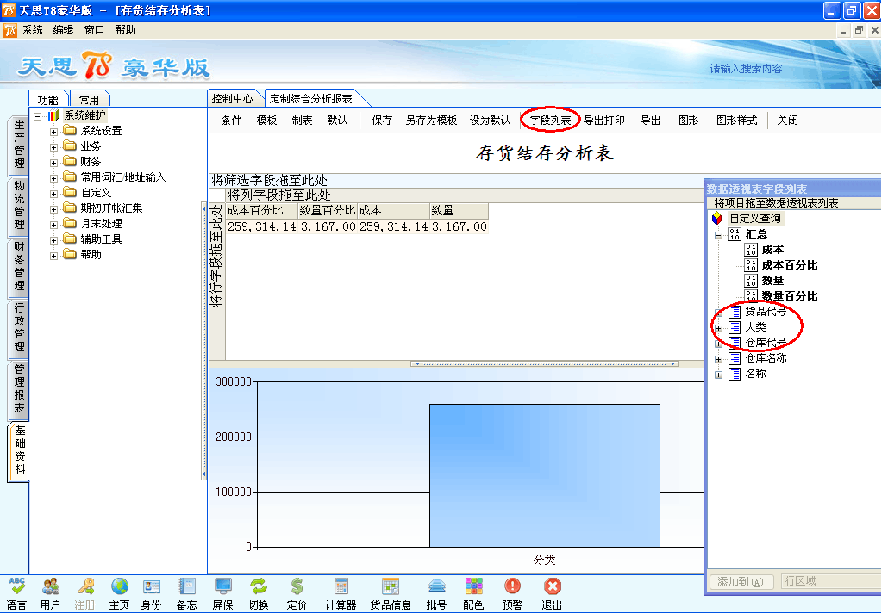 天思T8豪华版 - [存货结存分析表]
系统 编辑 窗口 帮助
天思T8豪华版
请输入搜索内容
功能 常用
控制中心 定制综合分析报表
条件 模板 制表 默认 保存 另存为模板 设为默认 字段列表 导出打印 导出 图形 图形样式 关闭
存货结存分析表
系统维护
系统设置
业务
财务
常用词汇/地址输入
自定义
期初开帐汇集
月末处理
辅助工具
帮助
管理
物流管理
财务管理
行政管理
管理报表
基础资料
将筛选字段拖至此处
将列字段拖至此处
将行字段拖至此处
成本百分比 数量百分比 成本 数量
259,314.14 3,167.00 259,314.14 3,167.00
300000
200000
100000
0
分类
数据透视表字段列表
将项目拖至数据透视表列表
自定义查询
汇总
成本
成本百分比
数量
数量百分比
货品代号
大类
仓库代号
仓库名称
名称
添加到(A) 行区域
语言 用户 注册 主页 身份 备忘 屏保 切换 定价 计算器 货品信息 批号 配色 预警 退出